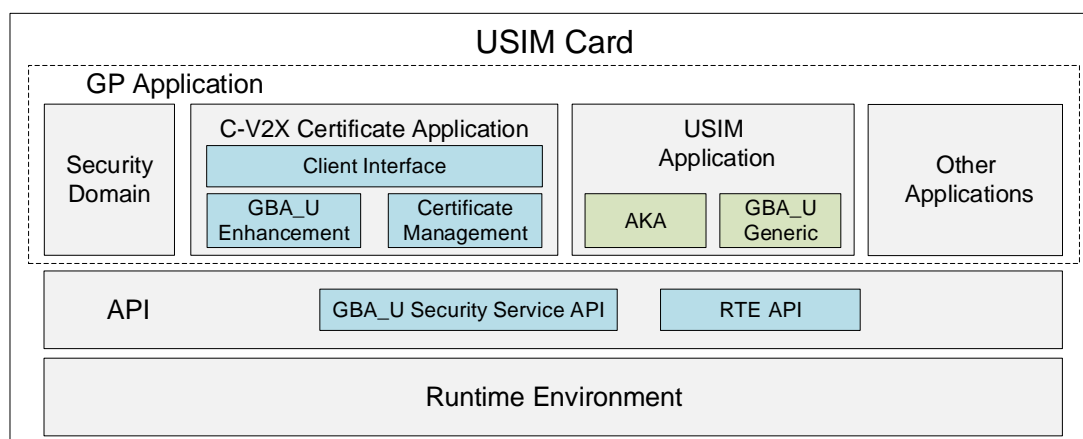 USIM Card
GP Application
Security
Domain
C-V2X Certificate Application
Client Interface
GBA_U
Enhancement
Certificate
Management
USIM
Application
AKA
GBA_U
Generic
Other
Applications
API
GBA_U Security Service API
RTE API
Runtime Environment